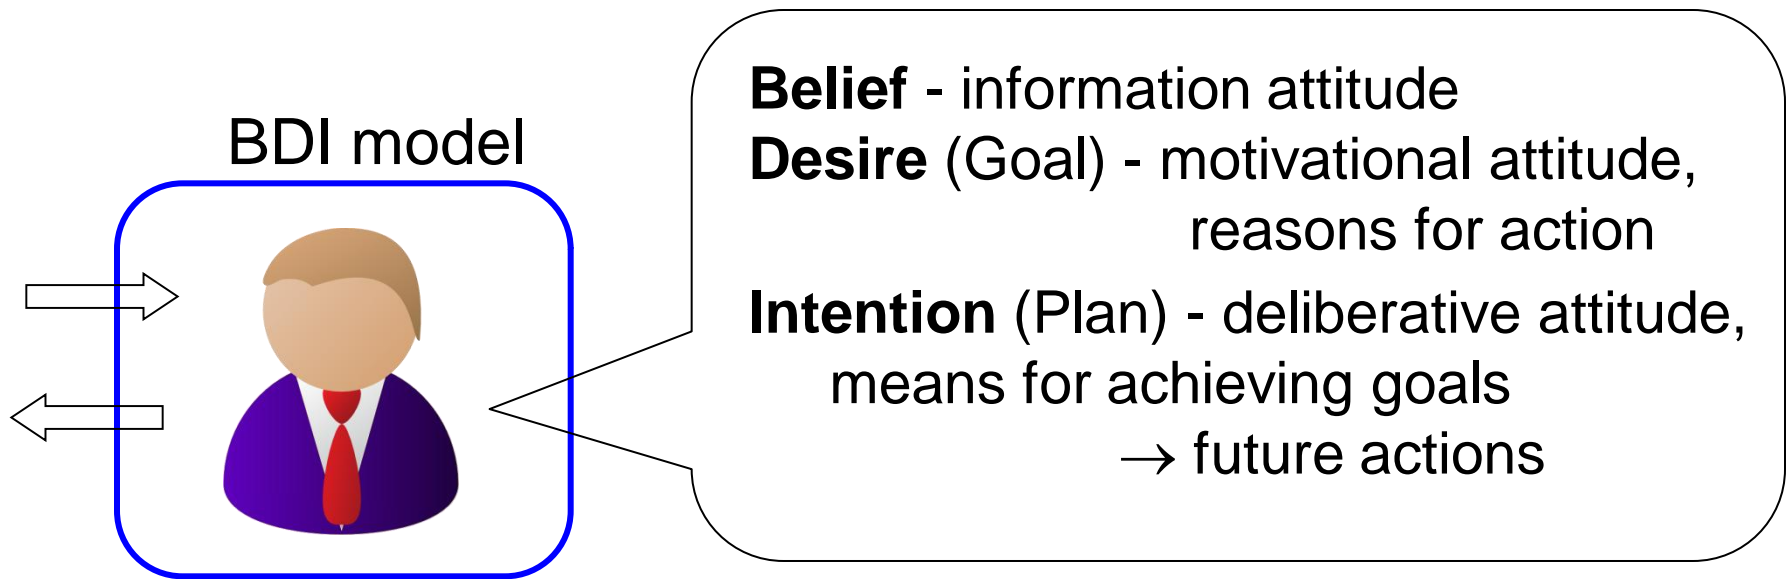 BDI model
Belief - information attitude
Desire (Goal) - motivational attitude,
reasons for action
Intention (Plan) - deliberative attitude,
means for achieving goals
→ future actions